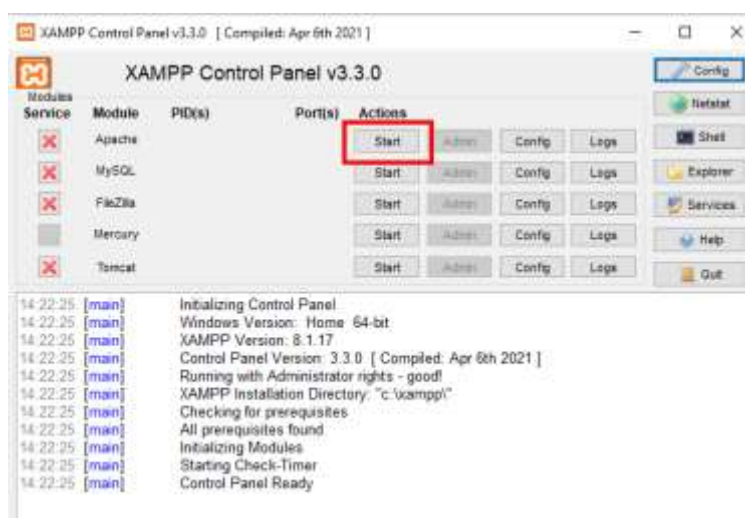 XAMPP Control Panel v3.3.0 [ Compiled: Apr 6th 2021 ]
XAMPP Control Panel v3.3.0
Config
Modules
Service Module PID(s) Port(s) Actions
Netstat
Apache Start Admin Config Logs
Shell
MySQL Start Admin Config Logs
Explorer
FileZilla Start Admin Config Logs
Services
Mercury Start Admin Config Logs
Help
Tomcat Start Admin Config Logs
Quit
14:22:25 [main] Initializing Control Panel
14:22:25 [main] Windows Version: Home 64-bit
14:22:25 [main] XAMPP Version: 8.1.17
14:22:25 [main] Control Panel Version: 3.3.0 [ Compiled: Apr 6th 2021 ]
14:22:25 [main] Running with Administrator rights - good!
14:22:25 [main] XAMPP Installation Directory: "c:\xampp\"
14:22:25 [main] Checking for prerequisites
14:22:25 [main] All prerequisites found
14:22:25 [main] Initializing Modules
14:22:25 [main] Starting Check-Timer
14:22:25 [main] Control Panel Ready